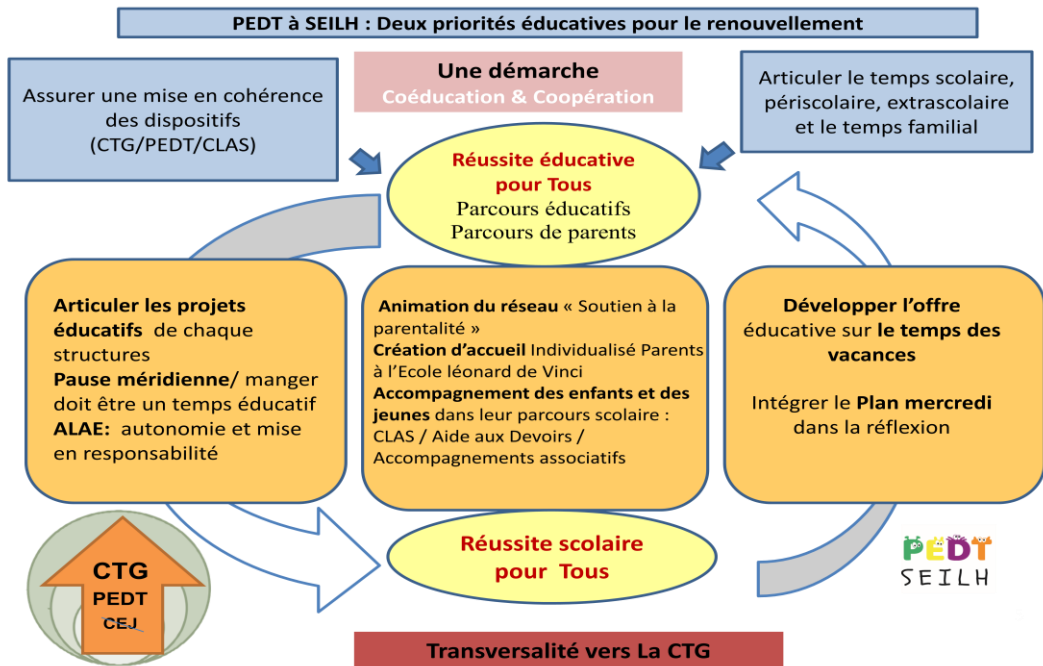 PEDT à SEILH : Deux priorités éducatives pour le renouvellement
Assurer une mise en cohérence
des dispositifs
(CTG/PEDT/CLAS)
Une démarche
Coéducation & Coopération
Articuler le temps scolaire,
périscolaire, extrascolaire
et le temps familial
Réussite éducative
pour Tous
Parcours éducatifs
Parcours de parents
Articuler les projets
éducatifs de chaque
structures
Pause méridienne/ manger
doit être un temps éducatif
ALAE: autonomie et mise
en responsabilité
Animation du réseau « Soutien à la
parentalité »
Création d’accueil Individualisé Parents
à l’Ecole léonard de Vinci
Accompagnement des enfants et des
jeunes dans leur parcours scolaire :
CLAS / Aide aux Devoirs /
Accompagnements associatifs
Développer l’offre
éducative sur le temps des
vacances
Intégrer le Plan mercredi
dans la réflexion
Réussite scolaire
pour Tous
CTG
PEDT
CEJ
PEDT
SEILH
Transversalité vers La CTG